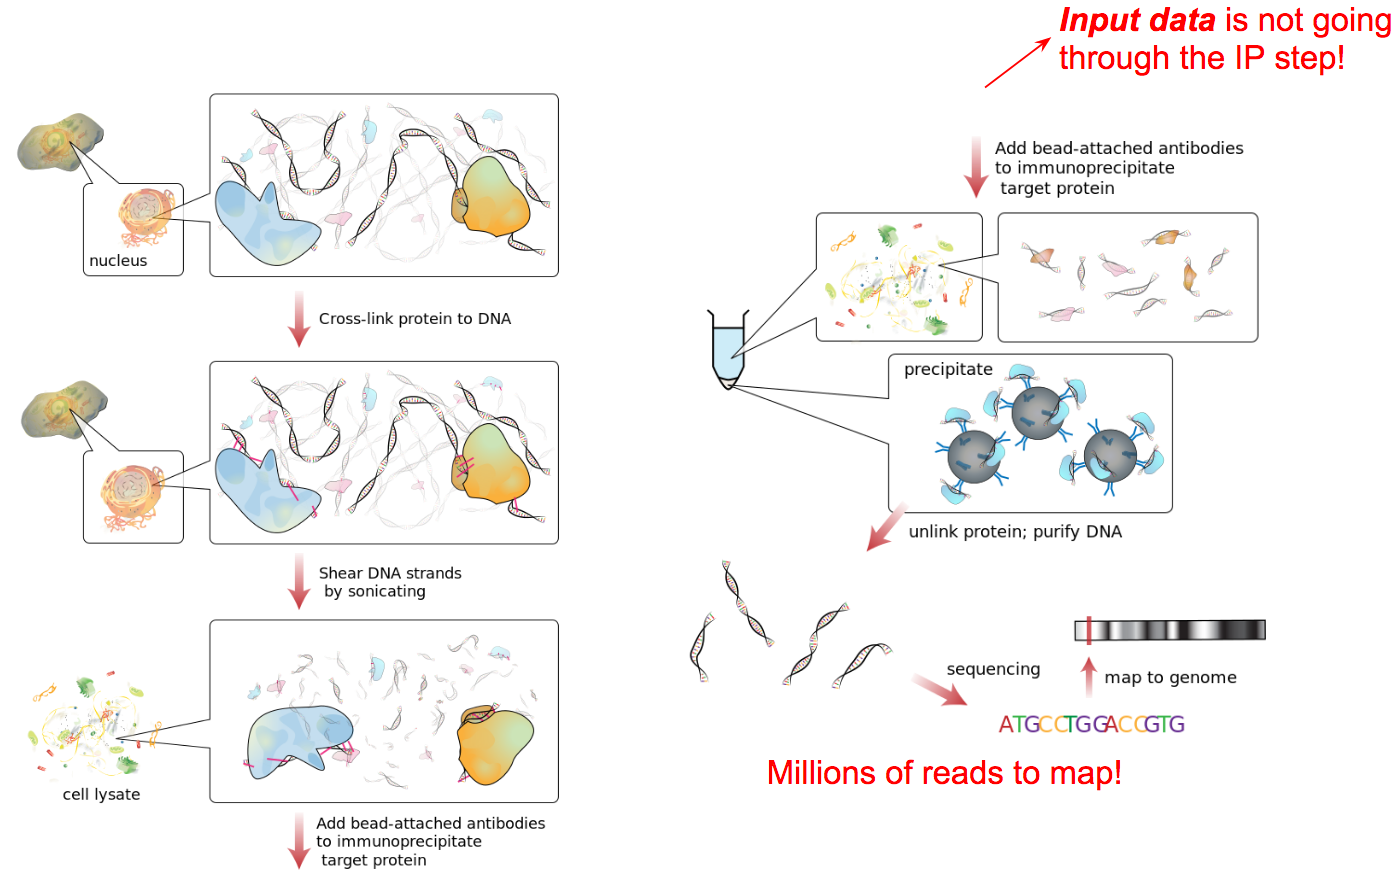 nucleus
Cross-link protein to DNA
Shear DNA strands
by sonicating
cell lysate
Add bead-attached antibodies
to immunoprecipitate
target protein
Input data is not going
through the IP step!
Add bead-attached antibodies
to immunoprecipitate
target protein
precipitate
unlink protein; purify DNA
sequencing
map to genome
ATGCCTGGACCGTG
Millions of reads to map!